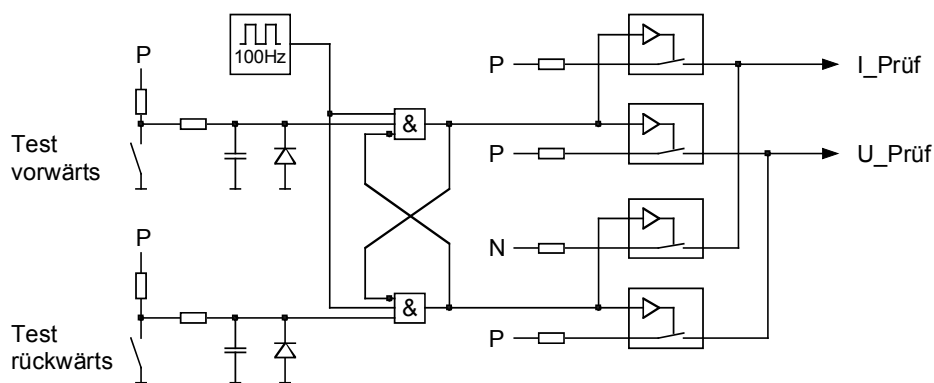 P
100Hz
P
I_Prüf
&
Test
vorwärts
P
U_Prüf
P
N
&
Test
rückwärts
P